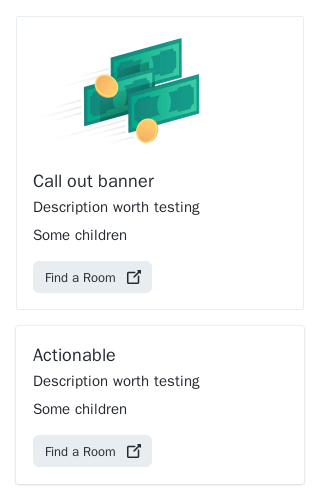 Call out banner
Description worth testing
Some children
Find a Room
Actionable
Description worth testing
Some children
Find a Room